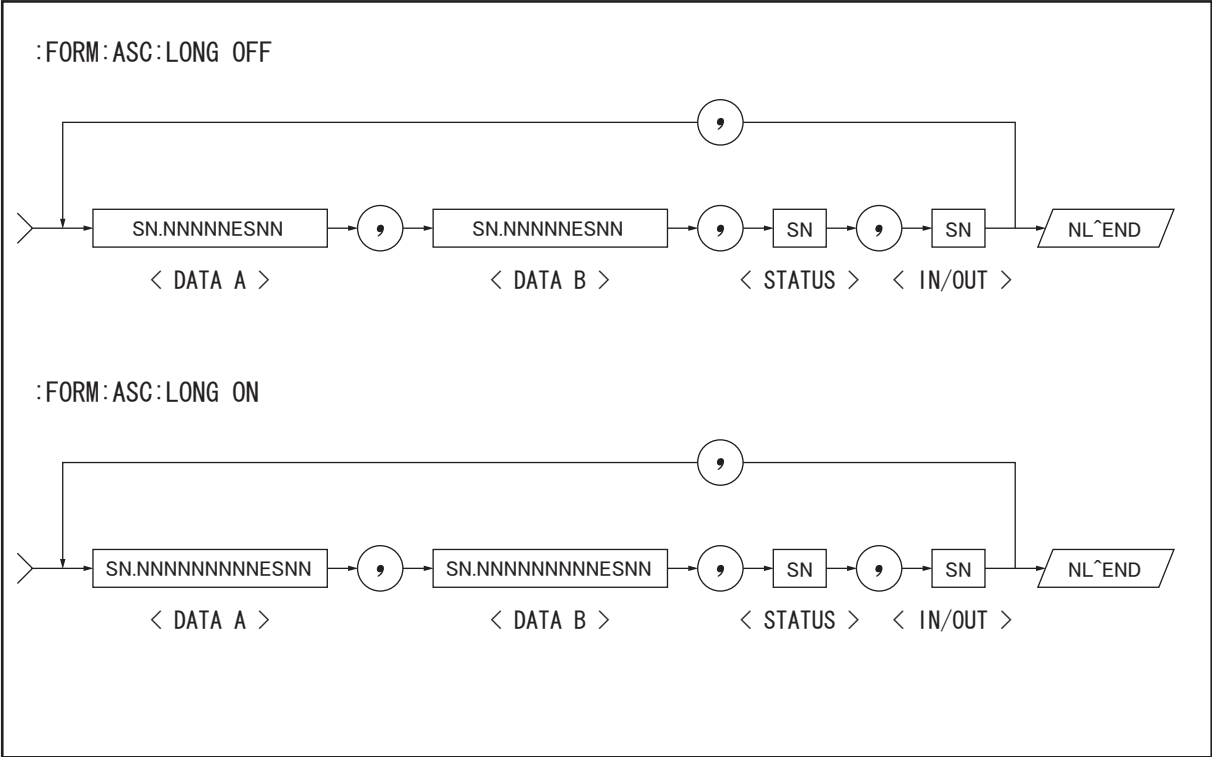 :FORM:ASC:LONG OFF
,
SN.NNNNNESNN , SN.NNNNNESNN , SN , SN NL^END
< DATA A > < DATA B > < STATUS > < IN/OUT >
:FORM:ASC:LONG ON
,
SN.NNNNNNNNNESNN , SN.NNNNNNNNNESNN , SN , SN NL^END
< DATA A > < DATA B > < STATUS > < IN/OUT >